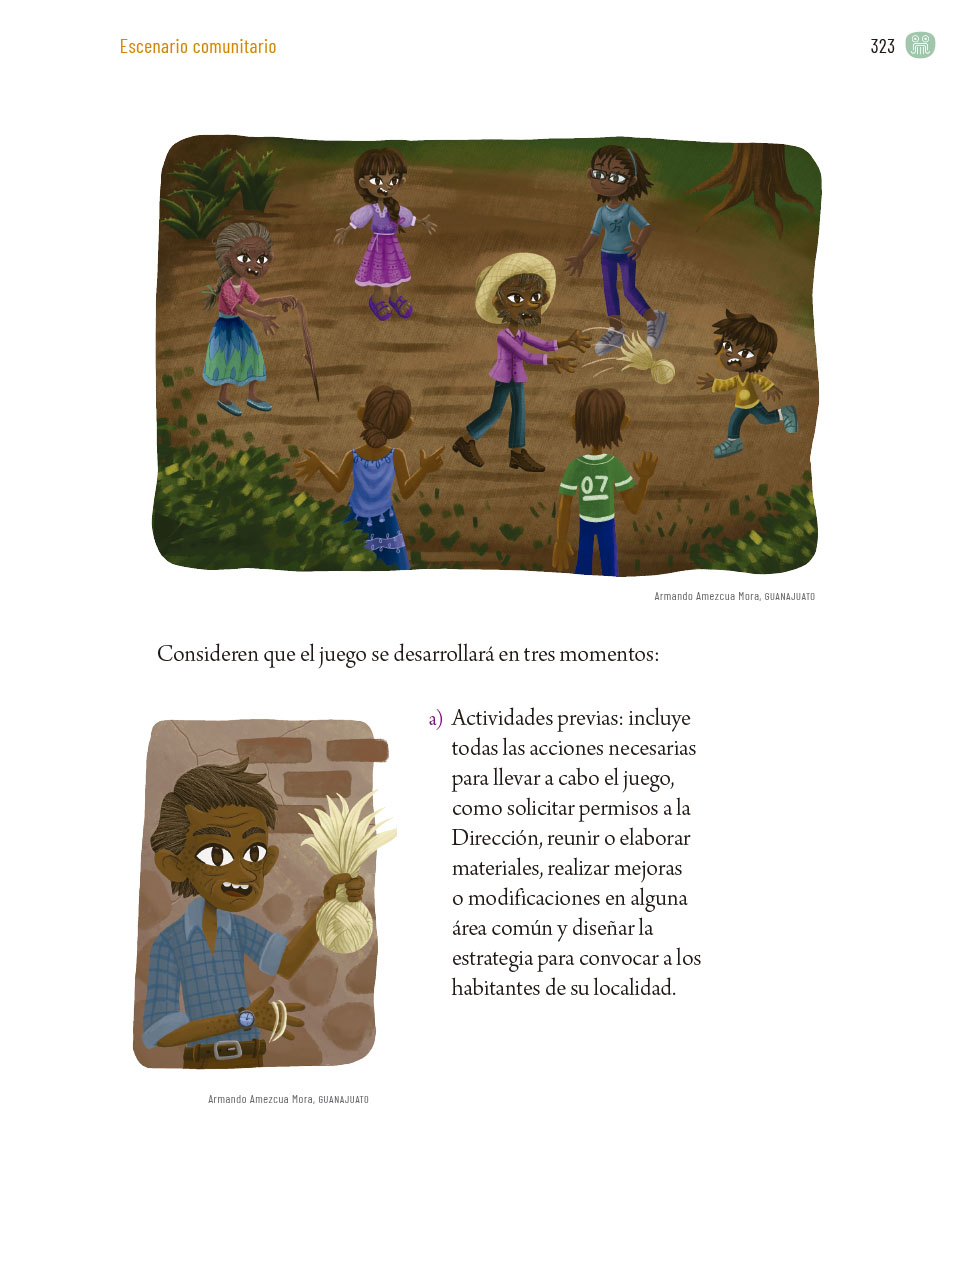 Escenario comunitario
323
07
Armando Amezcua Mora, GUANAJUATO
Consideren que el juego se desarrollará en tres momentos:
a) Actividades previas: incluye
todas las acciones necesarias
para llevar a cabo el juego,
como solicitar permisos a la
Dirección, reunir o elaborar
materiales, realizar mejoras
o modificaciones en alguna
área común y diseñar la
estrategia para convocar a los
habitantes de su localidad.
Armando Amezcua Mora, GUANAJUATO